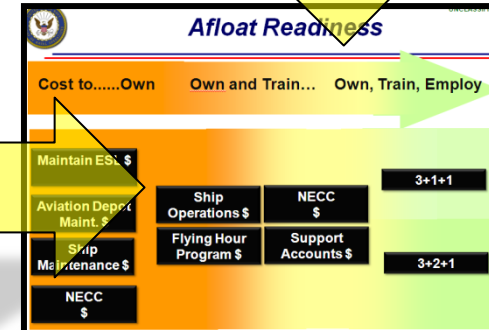 UNCLASSIFI
Afloat Readiness
Cost to......Own
Own and Train...
Own, Train, Employ
Maintain ESL $
Aviation Depot
Maint. $
Ship
Maintenance $
NECC
$
Ship
Operations $
NECC
$
Flying Hour
Program $
Support
Accounts $
3+1+1
3+2+1